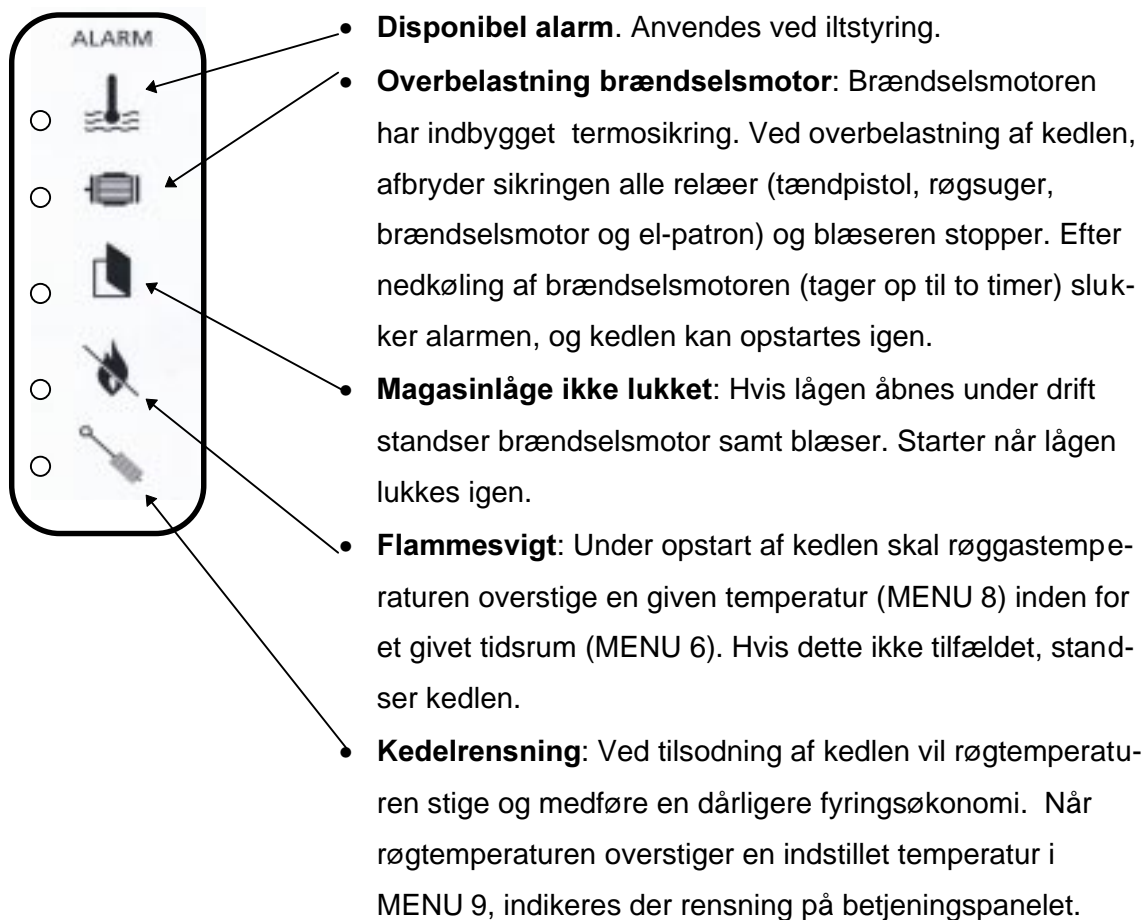 ALARM
• Disponibel alarm. Anvendes ved iltstyring.
• Overbelastning brændselsmotor: Brændselsmotoren
har indbygget termosikring. Ved overbelastning af kedlen,
afbryder sikringen alle relæer (tændpistol, røgsuger,
brændselsmotor og el-patron) og blæseren stopper. Efter
nedkøling af brændselsmotoren (tager op til to timer) sluk-
ker alarmen, og kedlen kan opstartes igen.
• Magasinlåge ikke lukket: Hvis lågen åbnes under drift
standser brændselsmotor samt blæser. Starter når lågen
lukkes igen.
• Flammesvigt: Under opstart af kedlen skal røggastempe-
raturen overstige en given temperatur (MENU 8) inden for
et givet tidsrum (MENU 6). Hvis dette ikke tilfældet, stand-
ser kedlen.
• Kedelrensning: Ved tilsodning af kedlen vil røgtemperatu-
ren stige og medføre en dårligere fyringsøkonomi. Når
røgtemperaturen overstiger en indstillet temperatur i
MENU 9, indikeres der rensning på betjeningspanelet.